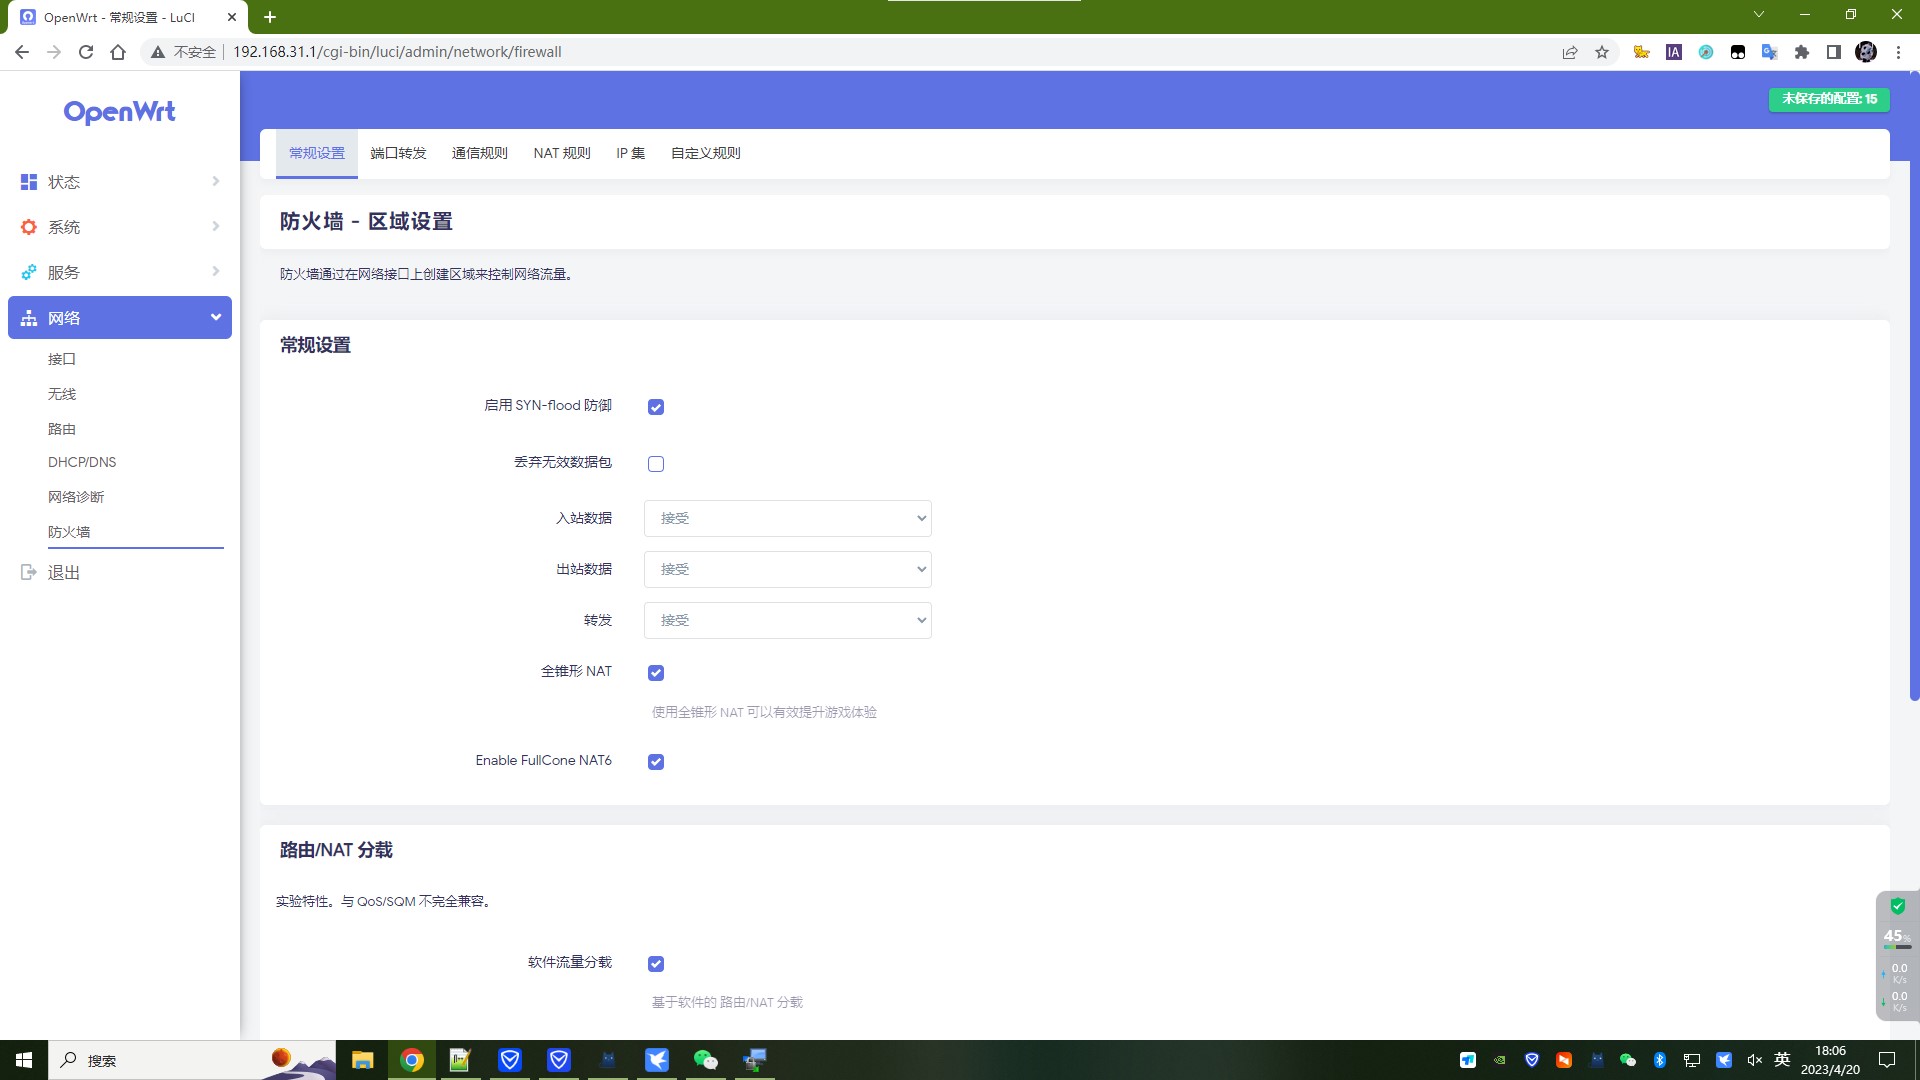 OpenWrt - 常规设置 - LuCI
不安全
192.168.31.1/cgi-bin/luci/admin/network/firewall
IA
OpenWrt
未保存的配置: 15
常规设置
端口转发
通信规则
NAT 规则
IP 集
自定义规则
状态
系统
服务
网络
接口
无线
路由
DHCP/DNS
网络诊断
防火墙
退出
防火墙 - 区域设置
防火墙通过在网络接口上创建区域来控制网络流量。
常规设置
启用 SYN-flood 防御
丢弃无效数据包
入站数据
接受
出站数据
接受
转发
接受
全锥形 NAT
使用全锥形 NAT 可以有效提升游戏体验
Enable FullCone NAT6
路由/NAT 分载
实验特性。与 QoS/SQM 不完全兼容。
软件流量分载
基于软件的 路由/NAT 分载
45%
0.0
K/s
0.0
K/s
搜索
英
18:06
2023/4/20